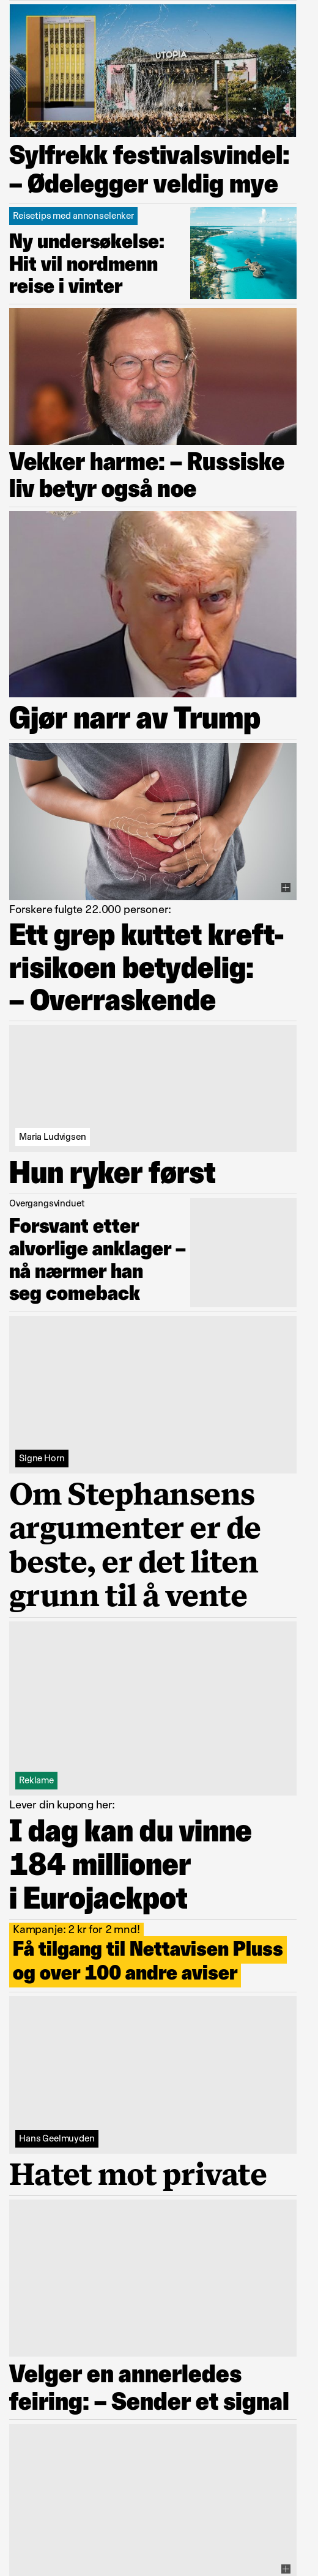 UTOPIA
Sylfrekk festivalsvindel:
– Ødelegger veldig mye
Reisetips med annonselenker
Ny undersøkelse:
Hit vil nordmenn
reise i vinter
Vekker harme: – Russiske
liv betyr også noe
Gjør narr av Trump
Forskere fulgte 22.000 personer:
Ett grep kuttet kreft-
risikoen betydelig:
– Overraskende
Maria Ludvigsen
Hun ryker først
Overgangsvinduet
Forsvant etter
alvorlige anklager –
nå nærmer han
seg comeback
Signe Horn
Om Stephansens
argumenter er de
beste, er det liten
grunn til å vente
Reklame
Lever din kupong her:
I dag kan du vinne
184 millioner
i Eurojackpot
Kampanje: 2 kr for 2 mnd!
Få tilgang til Nettavisen Pluss
og over 100 andre aviser
Hans Geelmuyden
Hatet mot private
Velger en annerledes
feiring: – Sender et signal